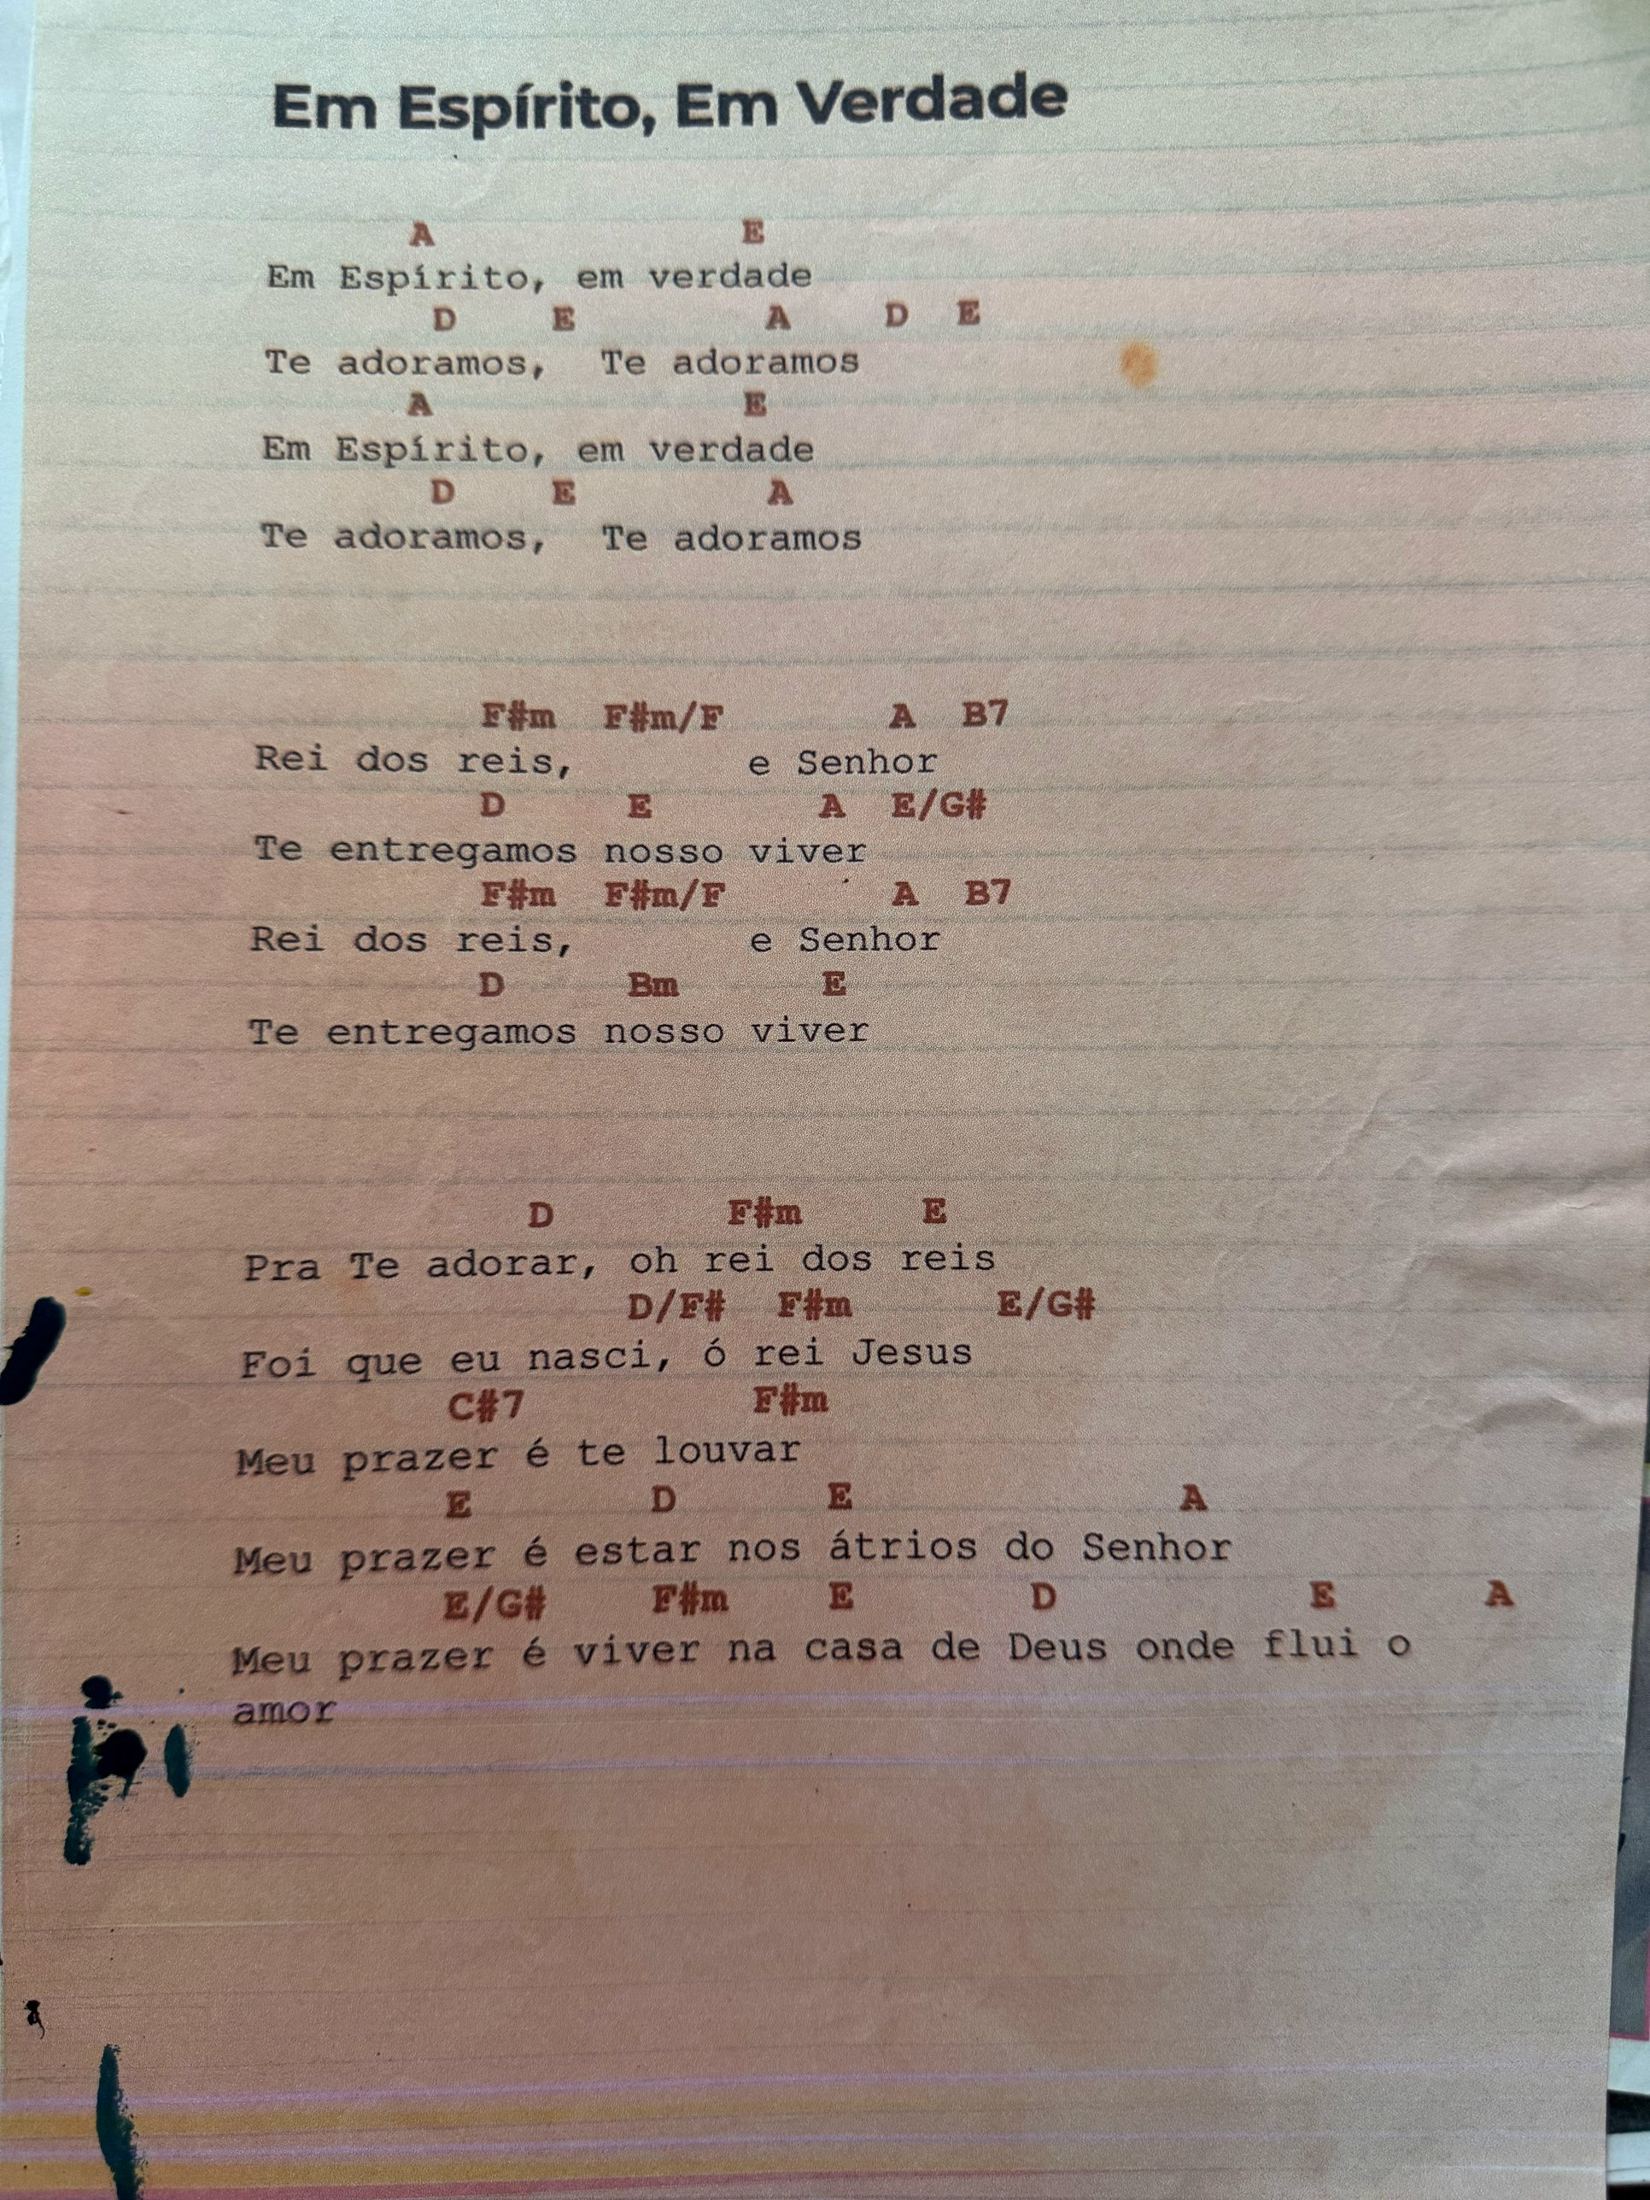 Em Espírito, Em Verdade
A E
Em Espírito, em verdade
D E A D E
Te adoramos, Te adoramos
A E
Em Espírito, em verdade
D E A
Te adoramos, Te adoramos
F#m F#m/F A B7
Rei dos reis, e Senhor
D E A E/G#
Te entregamos nosso viver
F#m F#m/F A B7
Rei dos reis, e Senhor
D Bm E
Te entregamos nosso viver
D F#m E
Pra Te adorar, oh rei dos reis
D/F# F#m E/G#
Foi que eu nasci, ó rei Jesus
C#7 F#m
Meu prazer é te louvar
E D E A
Meu prazer é estar nos átrios do Senhor
E/G# F#m E D E A
Meu prazer é viver na casa de Deus onde flui o
amor